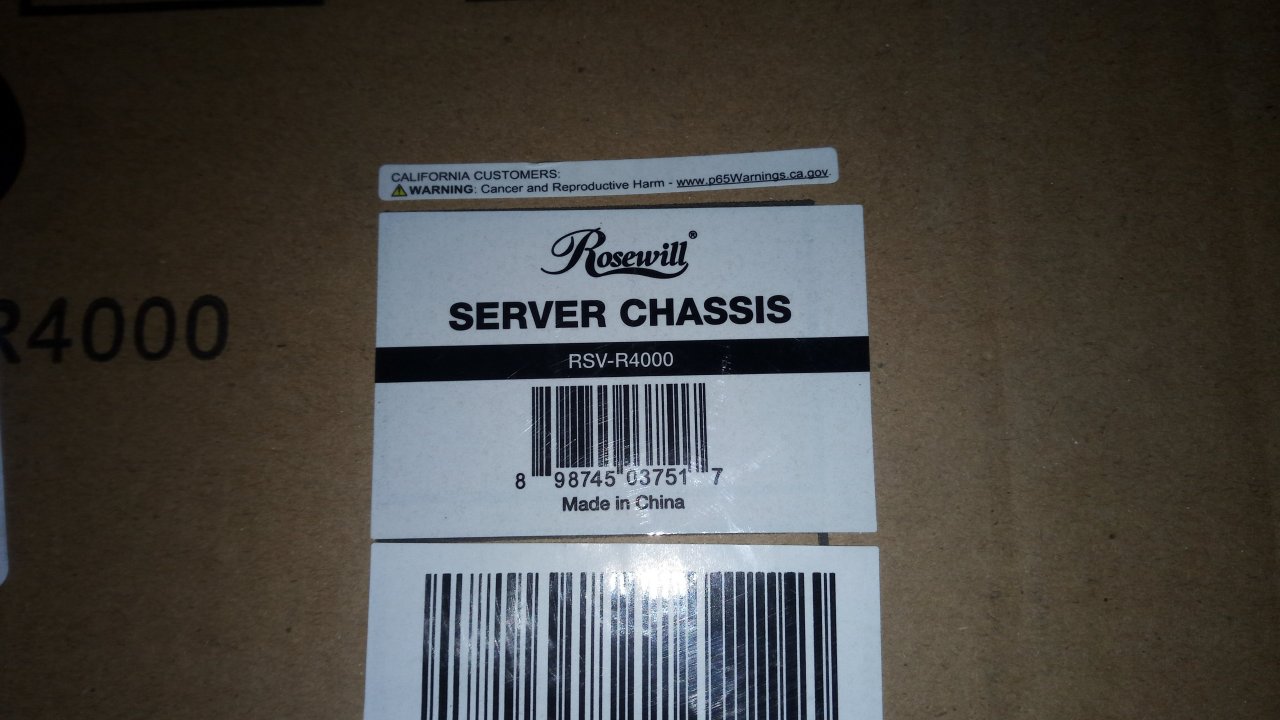 CALIFORNIA CUSTOMERS:
WARNING: Cancer and Reproductive Harm - www.p65Warnings.ca.gov.
Rosewill®
SERVER CHASSIS
R4000
RSV-R4000
8 98745 03751 7
Made in China